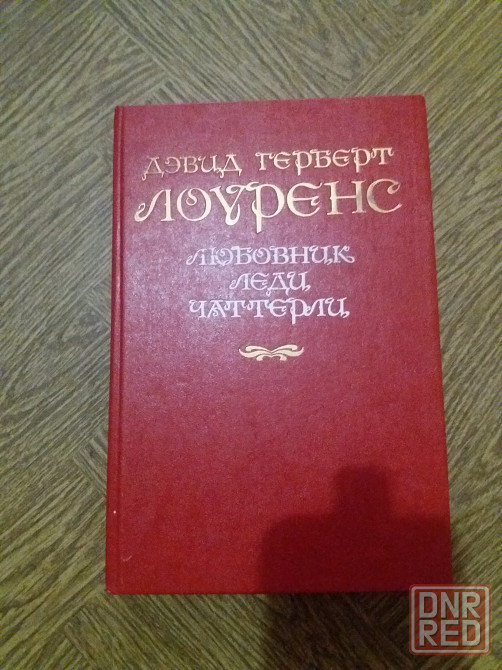 ДЭВИД ГЕРБЕРТ
ЛОУРЕНС
ЛЮБОВНИК
ЛЕДИ
ЧАТТЕРЛИ
DNR
RED